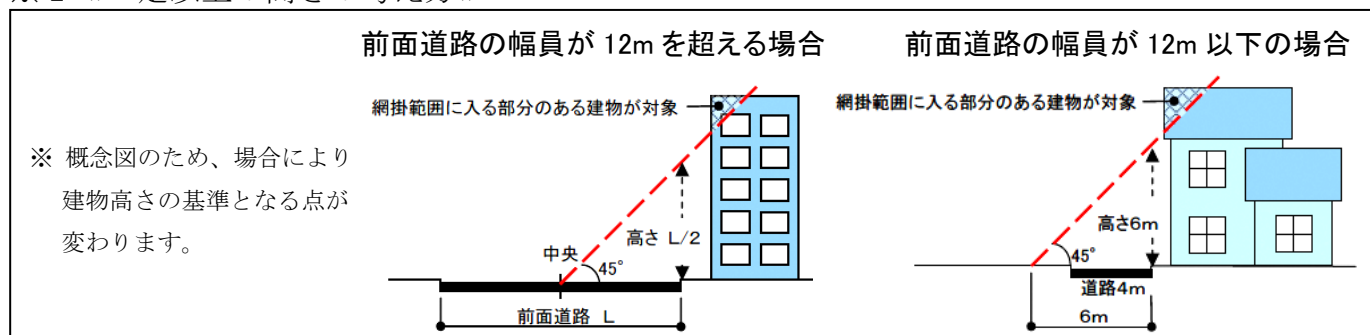 前面道路の幅員が 12m を超える場合
前面道路の幅員が 12m 以下の場合
網掛範囲に入る部分のある建物が対象
網掛範囲に入る部分のある建物が対象
※ 概念図のため、場合により
建物高さの基準となる点が
変わります。
高さ L/2
中央
45°
前面道路 L
高さ6m
45°
道路4m
6m